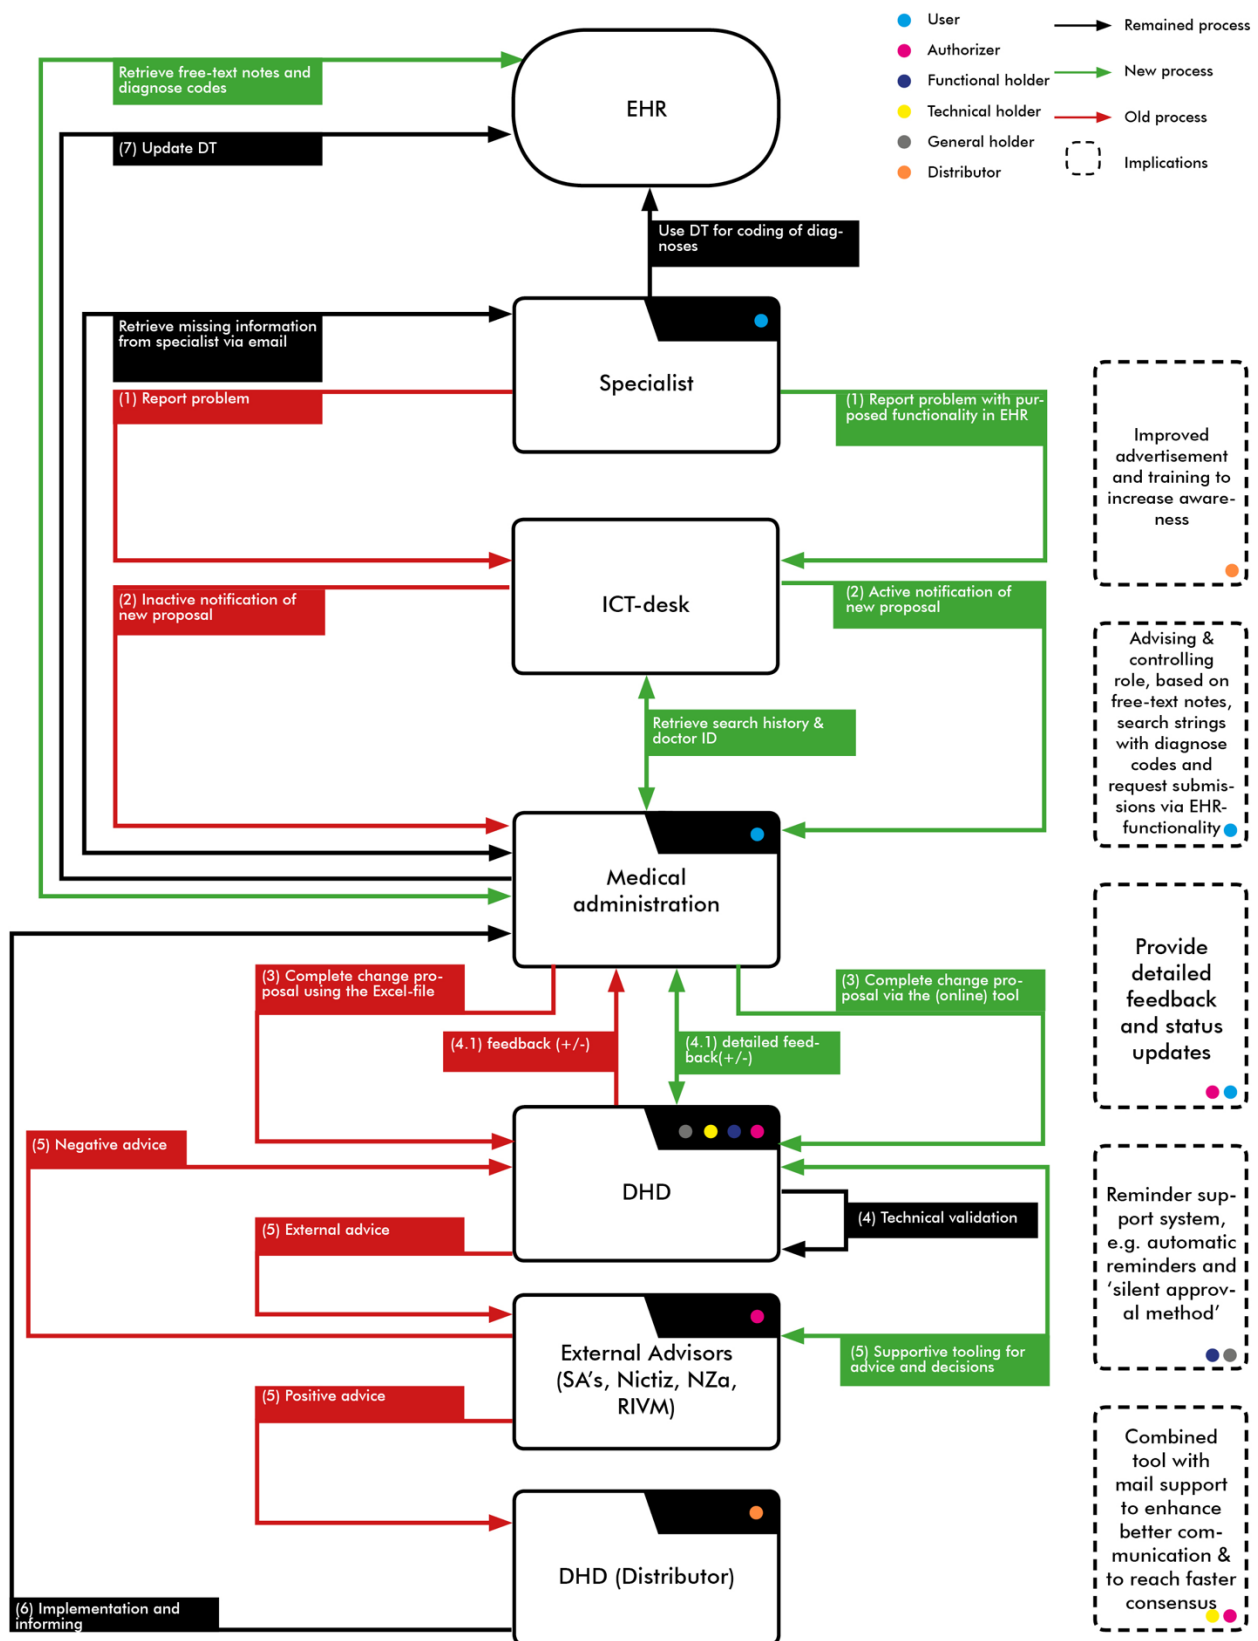 User
Authorizer
Functional holder
Technical holder
General holder
Distributor
Remained process
New process
Old process
Implications
Retrieve free-text notes and
diagnose codes
EHR
(7) Update DT
Use DT for coding of diag-
noses
Retrieve missing information
from specialist via email
Specialist
(1) Report problem
(1) Report problem with pur-
posed functionality in EHR
Improved
advertisement
and training to
increase aware-
ness
ICT-desk
(2) Inactive notification of
new proposal
(2) Active notification of
new proposal
Advising &
controlling
role, based on
free-text notes,
search strings
with diagnose
codes and
request submis-
sions via EHR-
functionality
Retrieve search history &
doctor ID
Medical
administration
Provide
detailed
feedback
and status
updates
(3) Complete change pro-
posal using the Excel-file
(3) Complete change pro-
posal via the (online) tool
(4.1) feedback (+/-)
(4.1) detailed feed-
back(+/-)
(5) Negative advice
DHD
(4) Technical validation
Reminder sup-
port system,
e.g. automatic
reminders and
‘silent approv-
al method’
(5) External advice
External Advisors
(SA’s, Nictiz, NZa,
RIVM)
(5) Supportive tooling for
advice and decisions
(5) Positive advice
Combined
tool with
mail support
to enhance
better com-
munication &
to reach faster
consensus
DHD (Distributor)
(6) Implementation and
informing